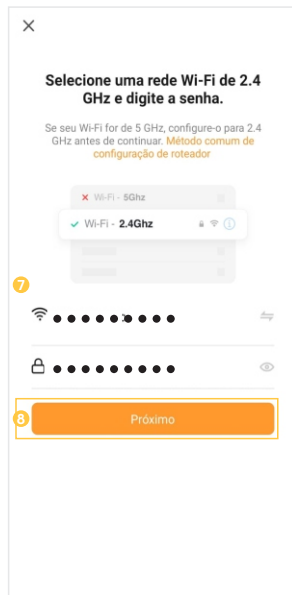 Selecione uma rede Wi-Fi de 2.4
GHz e digite a senha.
Se seu Wi-Fi for de 5 GHz, configure-o para 2.4
GHz antes de continuar. Método comum de
configuração de roteador
Wi-Fi - 5Ghz
Wi-Fi - 2.4Ghz
7
8
Próximo